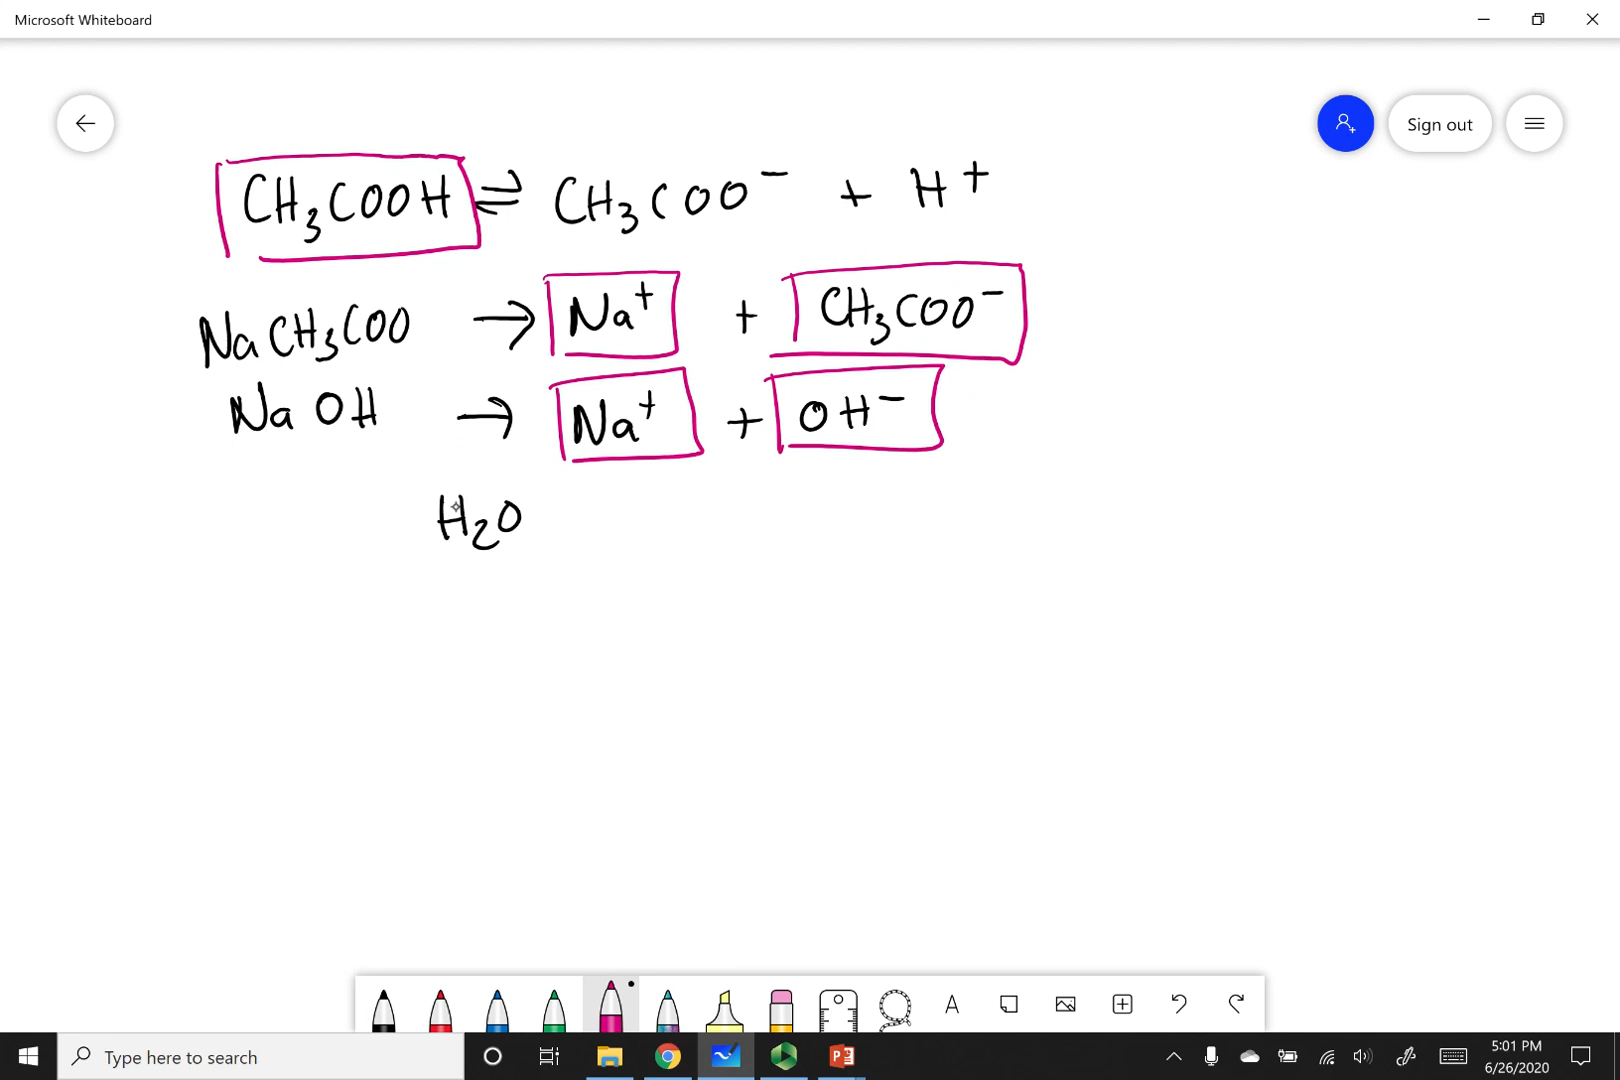 Microsoft Whiteboard
Sign out
CH₃COOH ⇌ CH₃COO⁻ + H⁺
NaCH₃COO → Na⁺ + CH₃COO⁻
NaOH → Na⁺ + OH⁻
H₂O
A
Type here to search
5:01 PM
6/26/2020